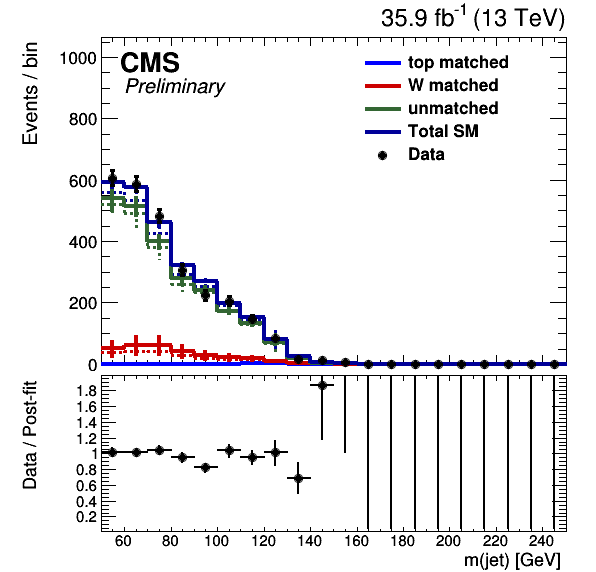 35.9 fb⁻¹ (13 TeV)
Events / bin
1000
800
600
400
200
0
CMS
Preliminary
top matched
W matched
unmatched
Total SM
Data
Data / Post-fit
1.8
1.6
1.4
1.2
1
0.8
0.6
0.4
0.2
60 80 100 120 140 160 180 200 220 240
m(jet) [GeV]